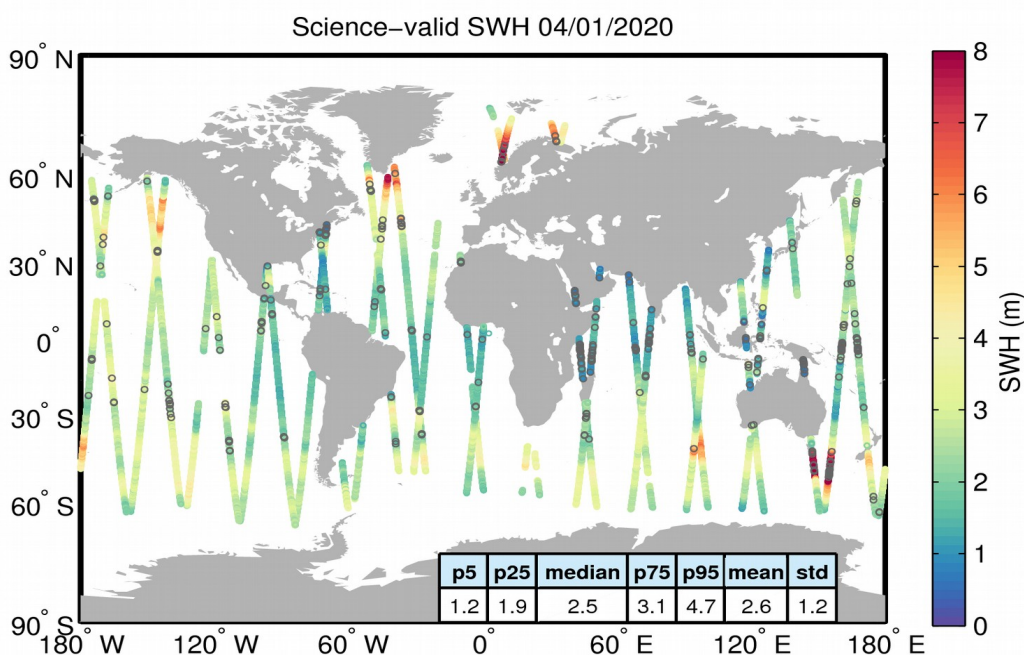 Science−valid SWH 04/01/2020
90° N
60° N
30° N
0°
30° S
60° S
90° S
180° W
120° W
60° W
0°
60° E
120° E
180° E
p5 p25 median p75 p95 mean std
1.2 1.9 2.5 3.1 4.7 2.6 1.2
8
7
6
5
4
3
2
1
0
SWH (m)